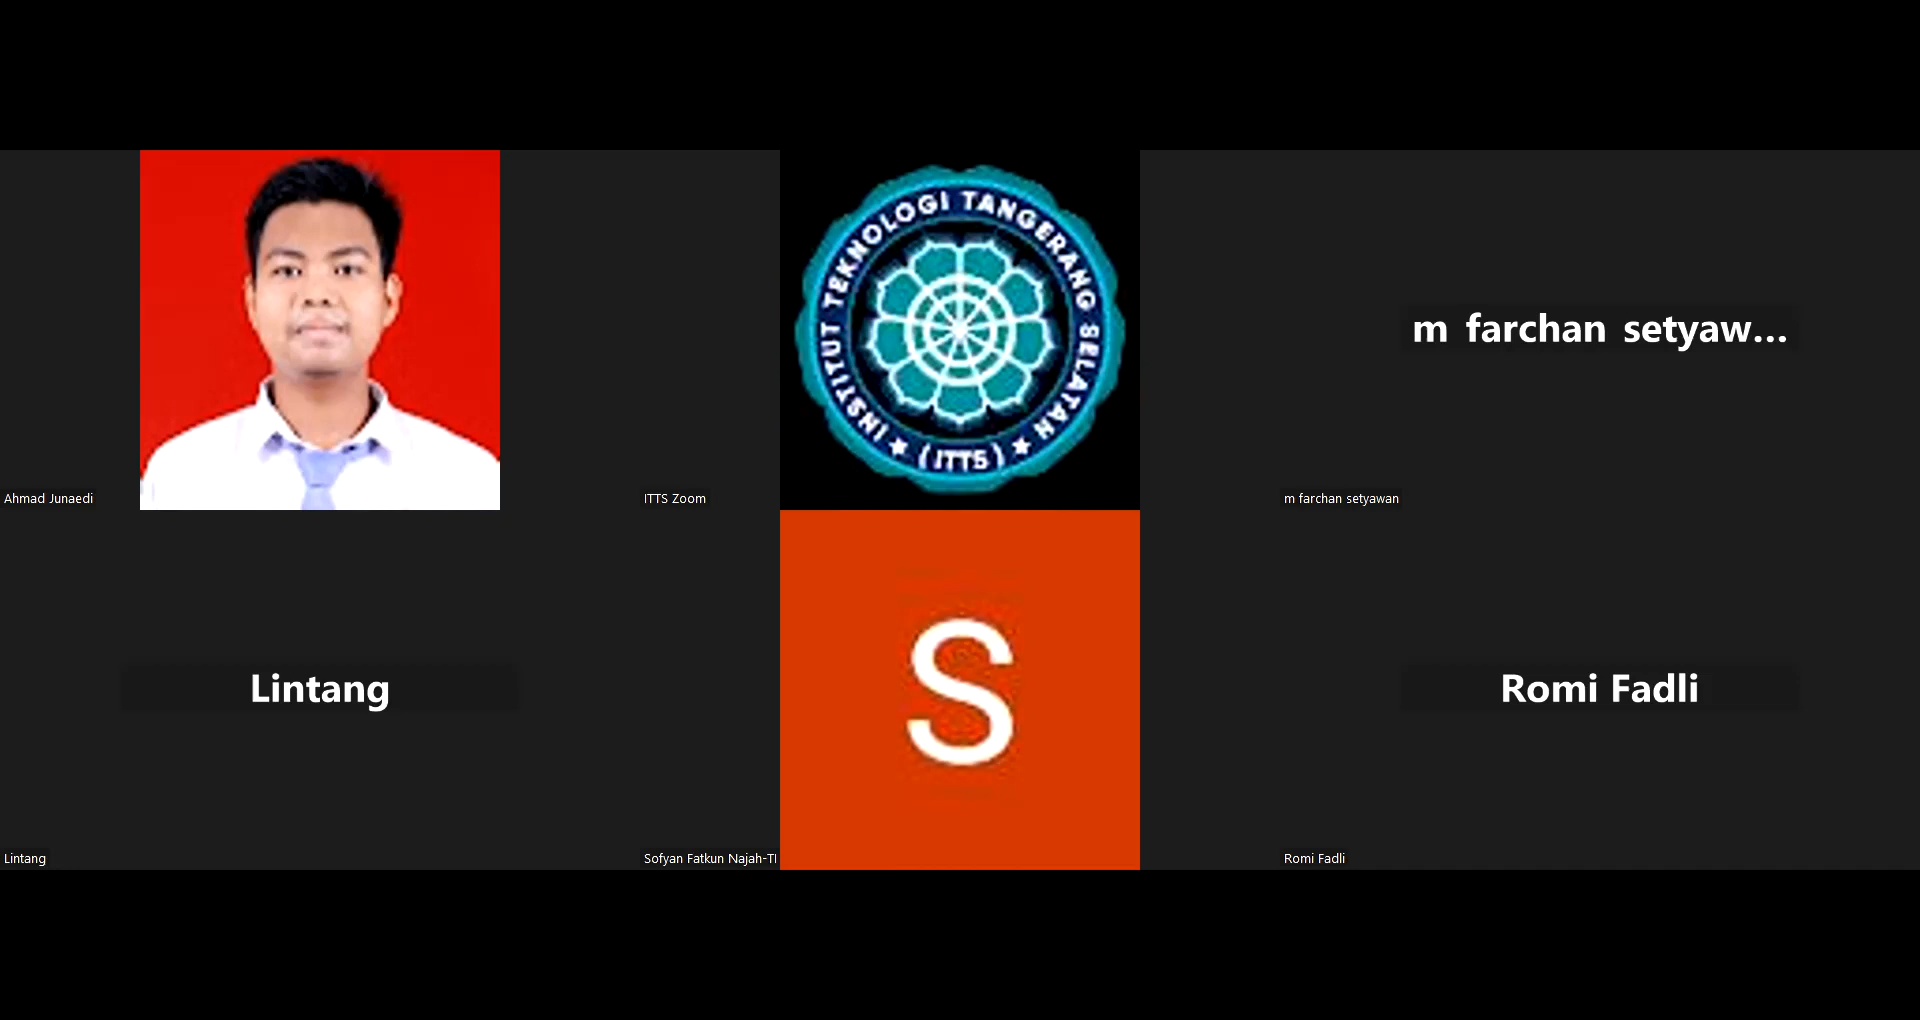 INSTITUT TEKNOLOGI TANGERANG SELATAN
★ (ITTS) ★
m farchan setyaw...
Ahmad Junaedi
ITTS Zoom
m farchan setyawan
Lintang
S
Romi Fadli
Lintang
Sofyan Fatkun Najah-TI
Romi Fadli